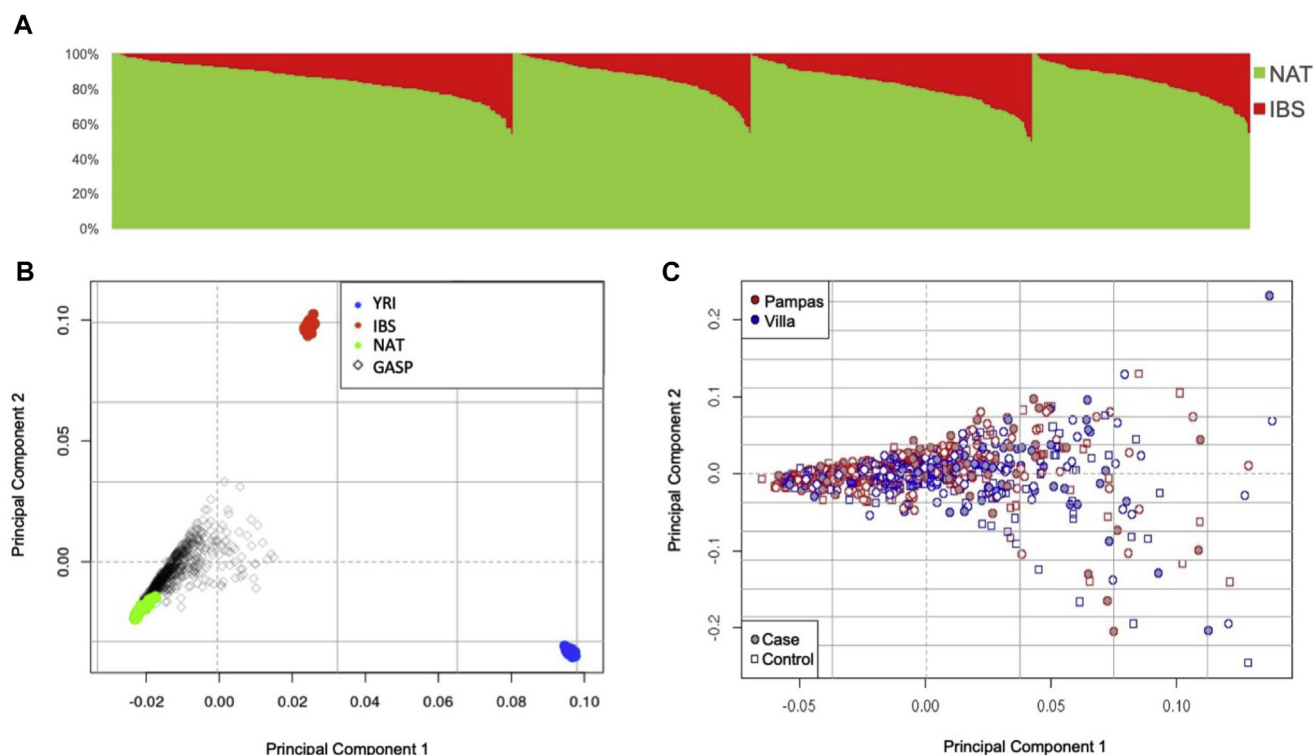 A
100%
80%
60%
40%
20%
0%
NAT
IBS
B
Principal Component 2
0.10
0.05
0.00
YRI
IBS
NAT
GASP
-0.02
0.00
0.02
0.04
0.06
0.08
0.10
Principal Component 1
C
Principal Component 2
0.2
0.1
0.0
-0.1
-0.2
Pampas
Villa
Case
Control
-0.05
0.00
0.05
0.10
Principal Component 1